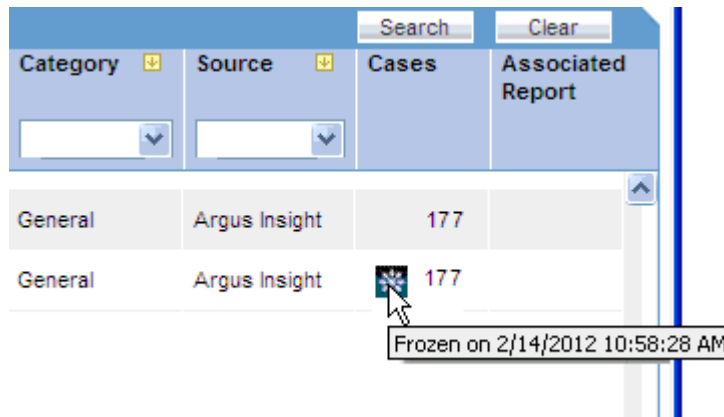 Search Clear
Category Source Cases Associated
Report
General Argus Insight 177
General Argus Insight 177
Frozen on 2/14/2012 10:58:28 AM